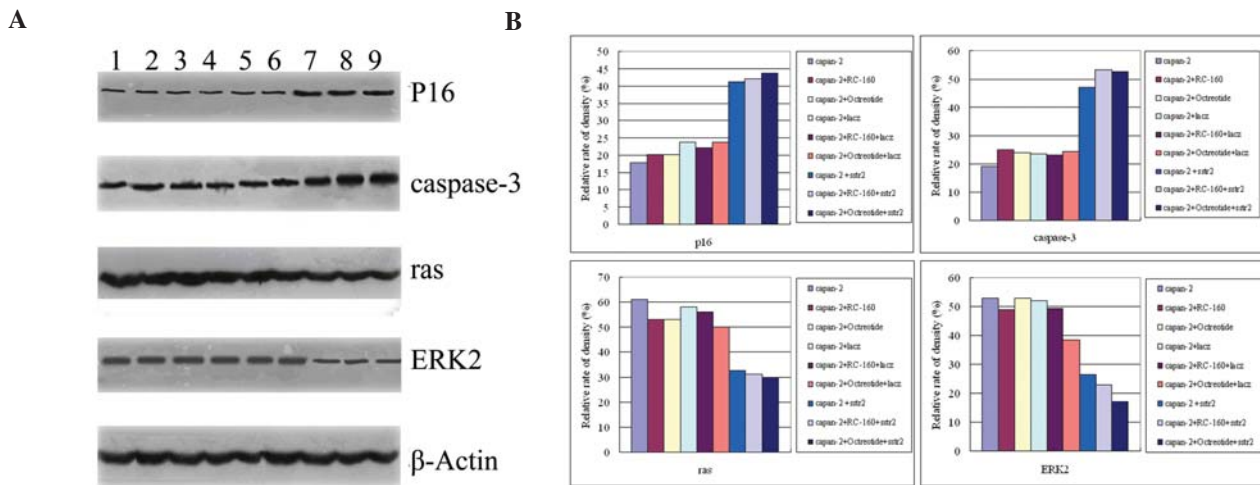 A
1 2 3 4 5 6 7 8 9
P16
caspase-3
ras
ERK2
β-Actin
B
Relative rate of density (%)
50
45
40
35
30
25
20
15
10
5
0
p16
capan-2
capan-2+RC-160
capan-2+Octreotide
capan-2+lacz
capan-2+RC-160+lacz
capan-2+Octreotide+lacz
capan-2 +sstr2
capan-2+RC-160+sstr2
capan-2+Octreotide+sstr2
Relative rate of density (%)
60
50
40
30
20
10
0
caspase-3
capan-2
capan-2+RC-160
capan-2+Octreotide
capan-2+lacz
capan-2+RC-160+lacz
capan-2+Octreotide+lacz
capan-2 +sstr2
capan-2+RC-160+sstr2
capan-2+Octreotide+sstr2
Relative rate of density (%)
70
60
50
40
30
20
10
0
ras
capan-2
capan-2+RC-160
capan-2+Octreotide
capan-2+lacz
capan-2+RC-160+lacz
capan-2+Octreotide+lacz
capan-2 +sstr2
capan-2+RC-160+sstr2
capan-2+Octreotide+sstr2
Relative rate of density (%)
60
50
40
30
20
10
0
ERK2
capan-2
capan-2+RC-160
capan-2+Octreotide
capan-2+lacz
capan-2+RC-160+lacz
capan-2+Octreotide+lacz
capan-2 +sstr2
capan-2+RC-160+sstr2
capan-2+Octreotide+sstr2